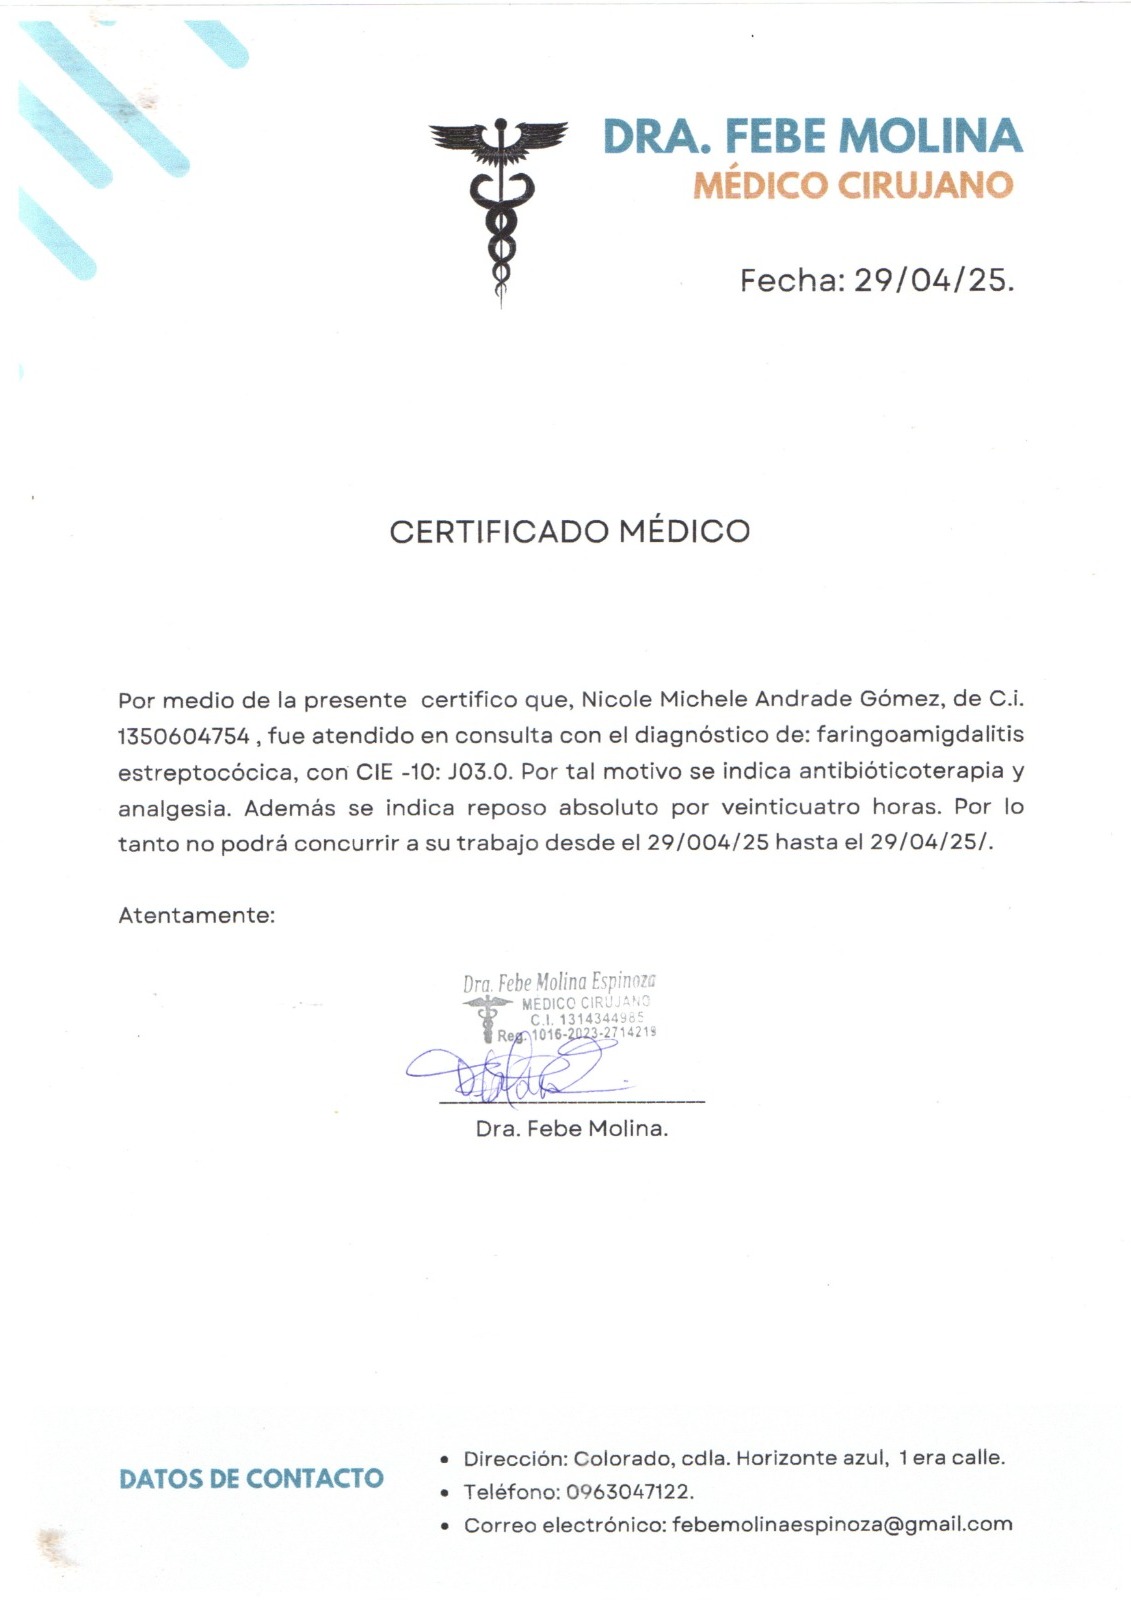 DRA. FEBE MOLINA
MÉDICO CIRUJANO
Fecha: 29/04/25.
CERTIFICADO MÉDICO
Por medio de la presente certifico que, Nicole Michele Andrade Gómez, de C.i.
1350604754 , fue atendido en consulta con el diagnóstico de: faringoamigdalitis
estreptocócica, con CIE -10: J03.0. Por tal motivo se indica antibióticoterapia y
analgesia. Además se indica reposo absoluto por veinticuatro horas. Por lo
tanto no podrá concurrir a su trabajo desde el 29/004/25 hasta el 29/04/25/.
Atentamente:
Dra. Febe Molina Espinoza
MEDICO CIRUJANO
C.I. 1314344985
Reg. 1016-2023-2714219
Dra. Febe Molina.
DATOS DE CONTACTO
• Dirección: Colorado, cdla. Horizonte azul, 1 era calle.
• Teléfono: 0963047122.
• Correo electrónico: febemolinaespinoza@gmail.com